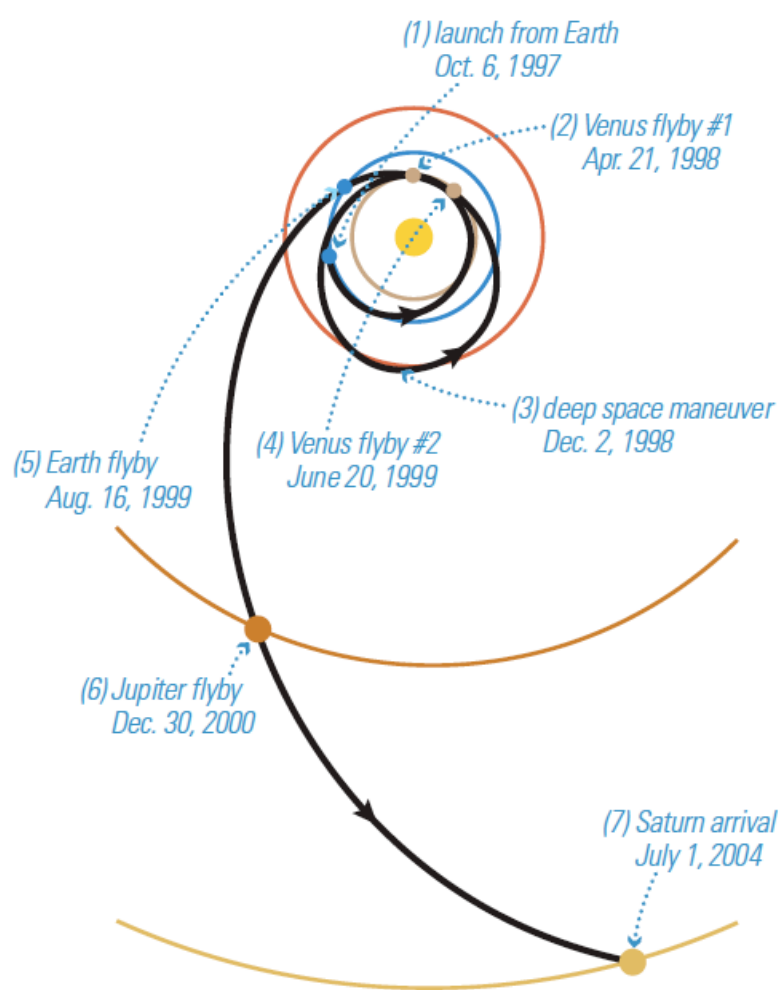 (1) launch from Earth
Oct. 6, 1997
(2) Venus flyby #1
Apr. 21, 1998
(3) deep space maneuver
Dec. 2, 1998
(4) Venus flyby #2
June 20, 1999
(5) Earth flyby
Aug. 16, 1999
(6) Jupiter flyby
Dec. 30, 2000
(7) Saturn arrival
July 1, 2004